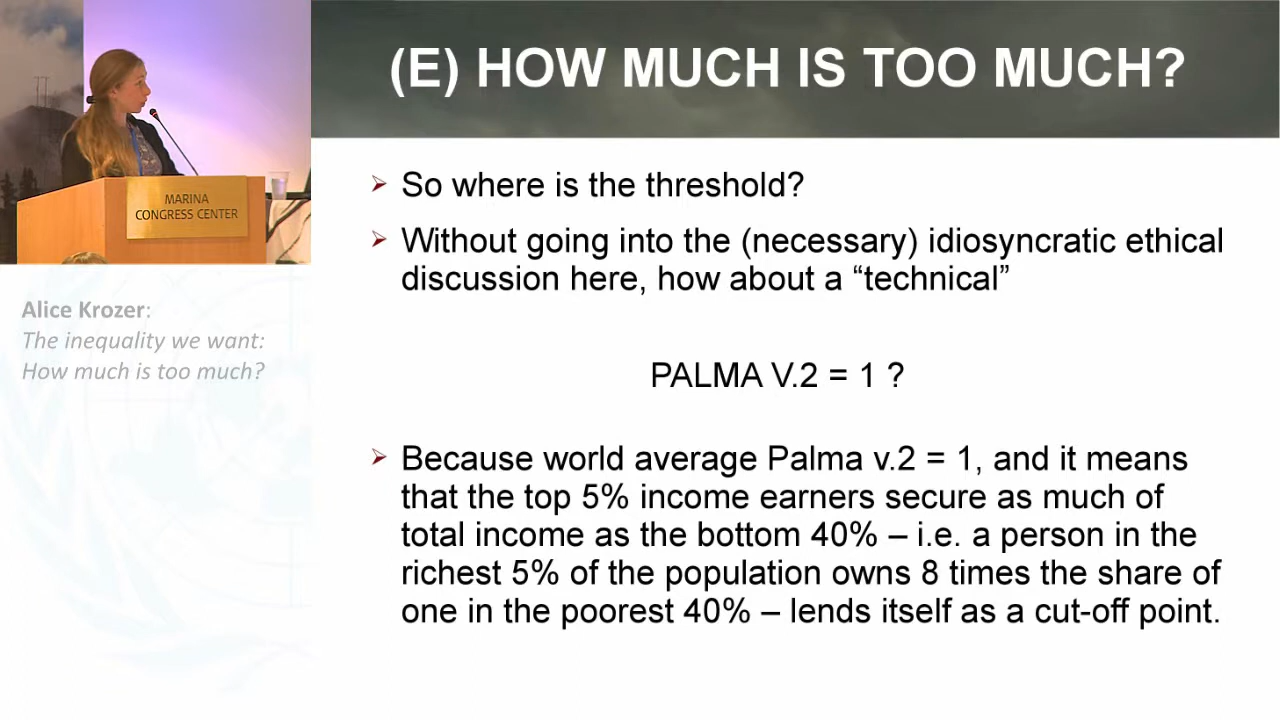 (E) HOW MUCH IS TOO MUCH?
MARINA
CONGRESS CENTER
Alice Krozer:
The inequality we want:
How much is too much?
So where is the threshold?
Without going into the (necessary) idiosyncratic ethical
discussion here, how about a “technical”
PALMA V.2 = 1 ?
Because world average Palma v.2 = 1, and it means
that the top 5% income earners secure as much of
total income as the bottom 40% – i.e. a person in the
richest 5% of the population owns 8 times the share of
one in the poorest 40% – lends itself as a cut-off point.